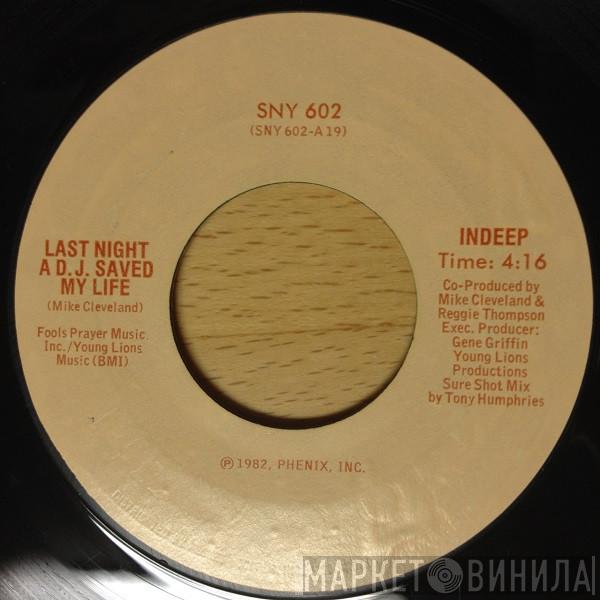 SNY 602
(SNY 602-A19)
LAST NIGHT
A D.J. SAVED
MY LIFE
(Mike Cleveland)
Fools Prayer Music
Inc./Young Lions
Music (BMI)
INDEEP
Time: 4:16
Co-Produced by
Mike Cleveland &
Reggie Thompson
Exec. Producer:
Gene Griffin
Young Lions
Productions
Sure Shot Mix
by Tony Humphries
℗ 1982, PHENIX, INC.
МАРКЕТ ВИНИЛА